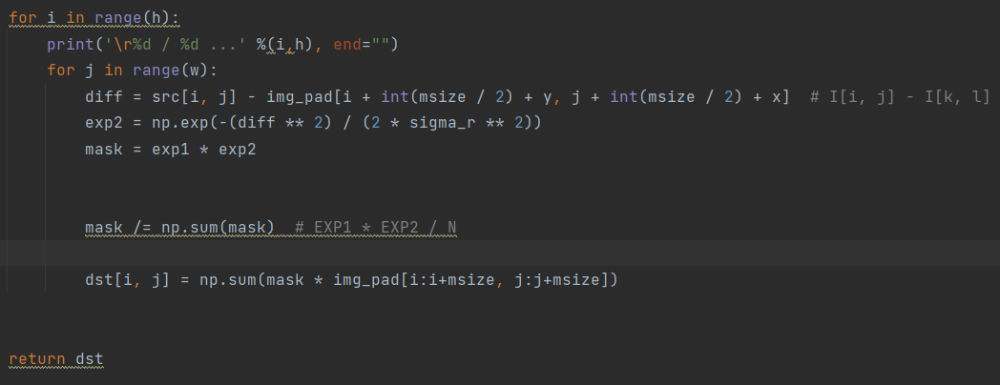 for i in range(h):
    print('\r%d / %d ...' %(i,h), end="")
    for j in range(w):
        diff = src[i, j] - img_pad[i + int(msize / 2) + y, j + int(msize / 2) + x]  # I[i, j] - I[k, l]
        exp2 = np.exp(-(diff ** 2) / (2 * sigma_r ** 2))
        mask = exp1 * exp2
        mask /= np.sum(mask)  # EXP1 * EXP2 / N
        dst[i, j] = np.sum(mask * img_pad[i:i+msize, j:j+msize])
return dst